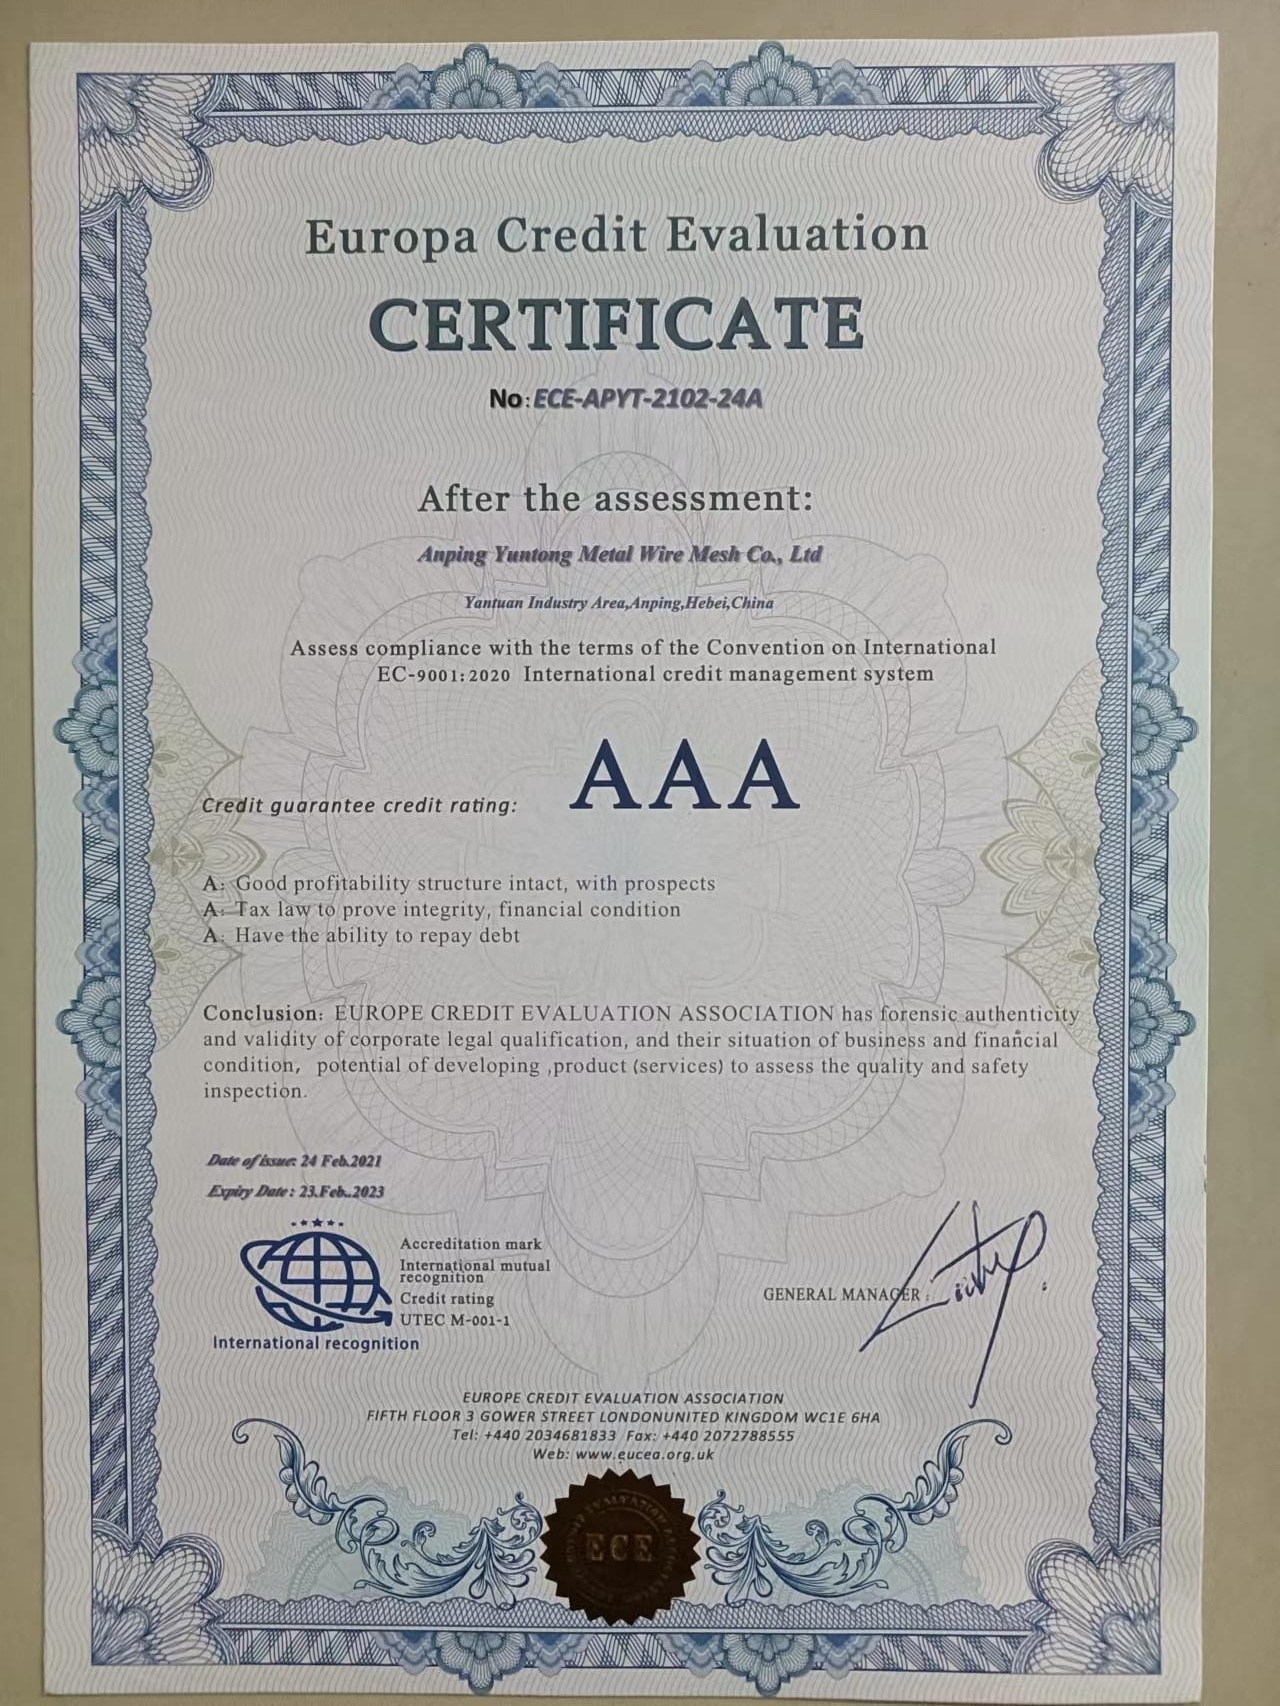 Europa Credit Evaluation
CERTIFICATE
No:ECE-APYT-2102-24A
After the assessment:
Anping Yuntong Metal Wire Mesh Co., Ltd
Yantuan Industry Area,Anping,Hebei,China
Assess compliance with the terms of the Convention on International
EC-9001:2020 International credit management system
Credit guarantee credit rating: AAA
A: Good profitability structure intact, with prospects
A: Tax law to prove integrity, financial condition
A: Have the ability to repay debt
Conclusion: EUROPE CREDIT EVALUATION ASSOCIATION has forensic authenticity
and validity of corporate legal qualification, and their situation of business and financial
condition, potential of developing ,product (services) to assess the quality and safety
inspection.
Date of issue: 24 Feb.2021
Expiry Date : 23.Feb..2023
Accreditation mark
International mutual
recognition
Credit rating
UTEC M-001-1
International recognition
GENERAL MANAGER :
EUROPE CREDIT EVALUATION ASSOCIATION
FIFTH FLOOR 3 GOWER STREET LONDONUNITED KINGDOM WC1E 6HA
Tel: +440 2034681833 Fax: +440 2072788555
Web: www.eucea.org.uk
ECE